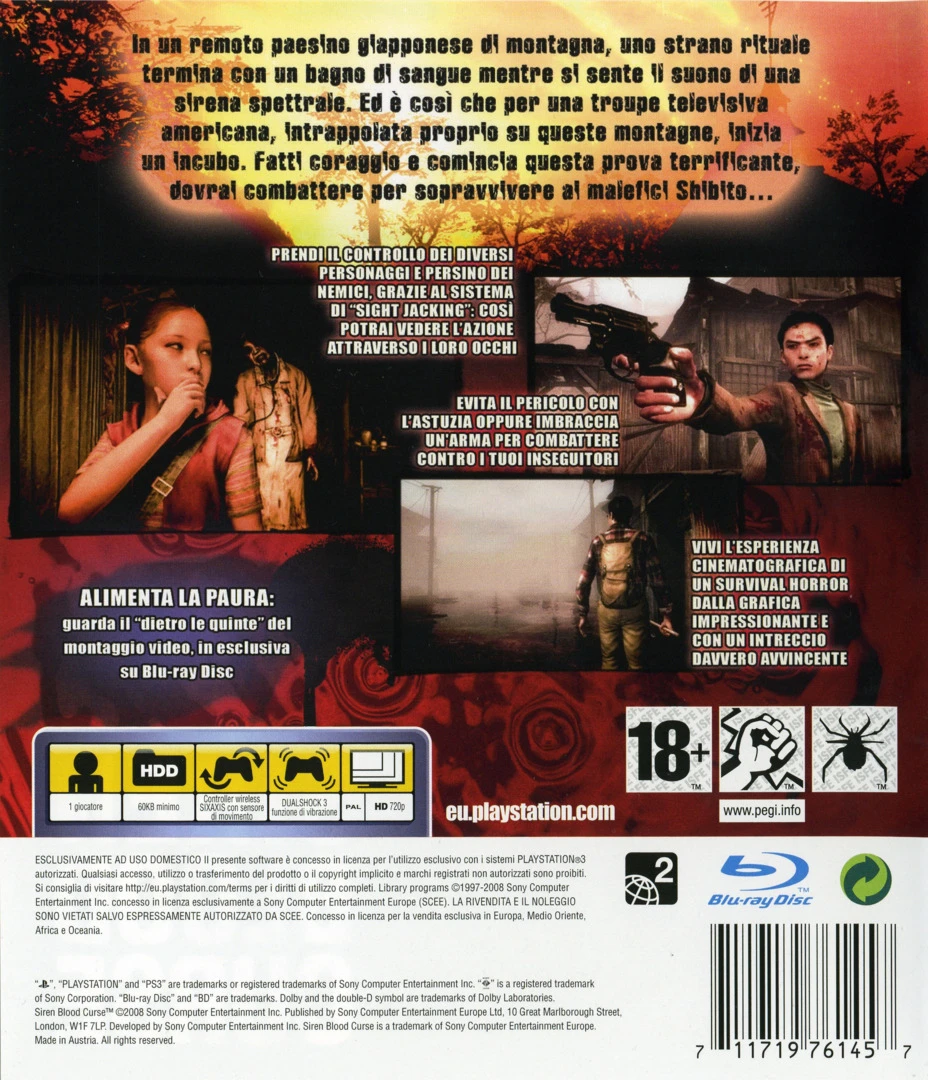 In un remoto paesino giapponese di montagna, uno strano rituale
termina con un bagno di sangue mentre si sente il suono di una
sirena spettrale. Ed è così che per una troupe televisiva
americana, intrappolata proprio su queste montagne, inizia
un incubo. Fatti coraggio e comincia questa prova terrificante,
dovrai combattere per sopravvivere ai malefici Shibito...
PRENDI IL CONTROLLO DEI DIVERSI
PERSONAGGI E PERSINO DEI
NEMICI, GRAZIE AL SISTEMA
DI "SIGHT JACKING": COSÌ
POTRAI VEDERE L'AZIONE
ATTRAVERSO I LORO OCCHI
EVITA IL PERICOLO CON
L'ASTUZIA OPPURE IMBRACCIA
UN'ARMA PER COMBATTERE
CONTRO I TUOI INSEGUITORI
VIVI L'ESPERIENZA
CINEMATOGRAFICA DI
UN SURVIVAL HORROR
DALLA GRAFICA
IMPRESSIONANTE E
CON UN INTRECCIO
DAVVERO AVVINCENTE
ALIMENTA LA PAURA:
guarda il "dietro le quinte" del
montaggio video, in esclusiva
su Blu-ray Disc
HDD
1 giocatore
60KB minimo
Controller wireless
SIXAXIS con sensore
di movimento
DUALSHOCK 3
funzione di vibrazione
PAL
HD 720p
eu.playstation.com
18+
www.pegi.info
ESCLUSIVAMENTE AD USO DOMESTICO Il presente software è concesso in licenza per l'utilizzo esclusivo con i sistemi PLAYSTATION®3
autorizzati. Qualsiasi accesso, utilizzo o trasferimento del prodotto o il copyright implicito e marchi registrati non autorizzati sono proibiti.
Si consiglia di visitare http://eu.playstation.com/terms per i diritti di utilizzo completi. Library programs ©1997-2008 Sony Computer
Entertainment Inc. concesso in licenza esclusivamente a Sony Computer Entertainment Europe (SCEE). LA RIVENDITA E IL NOLEGGIO
SONO VIETATI SALVO ESPRESSAMENTE AUTORIZZATO DA SCEE. Concesso in licenza per la vendita esclusiva in Europa, Medio Oriente,
Africa e Oceania.
2
Blu-ray Disc™
"", "PLAYSTATION" and "PS3" are trademarks or registered trademarks of Sony Computer Entertainment Inc. "" is a registered trademark
of Sony Corporation. "Blu-ray Disc" and "BD" are trademarks. Dolby and the double-D symbol are trademarks of Dolby Laboratories.
Siren Blood Curse™ ©2008 Sony Computer Entertainment Inc. Published by Sony Computer Entertainment Europe Ltd, 10 Great Marlborough Street,
London, W1F 7LP. Developed by Sony Computer Entertainment Inc. Siren Blood Curse is a trademark of Sony Computer Entertainment Europe.
Made in Austria. All rights reserved.
7 11719 76145 7